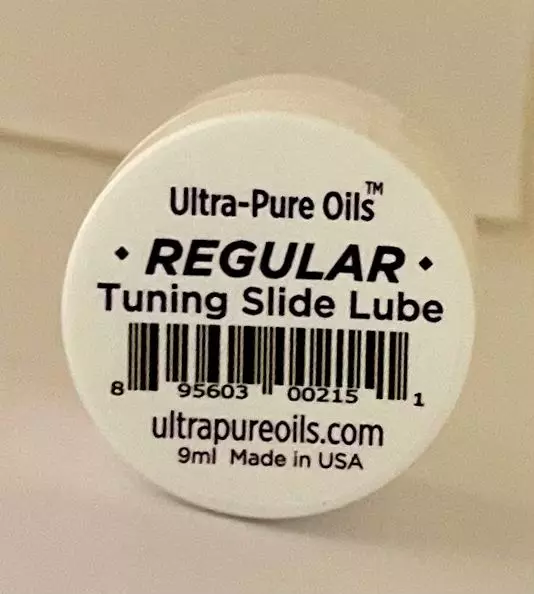 Ultra-Pure Oils™
• REGULAR •
Tuning Slide Lube
8 95603 00215 1
ultrapureoils.com
9ml Made in USA